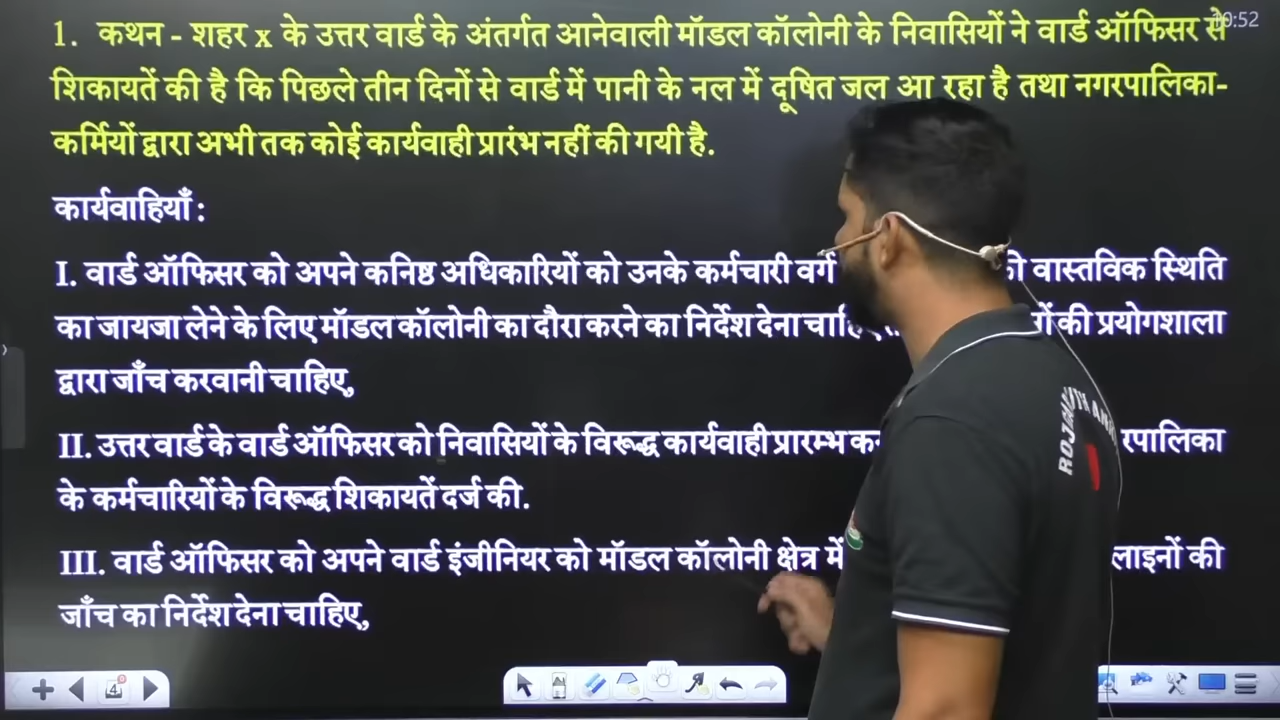 10:52
1. कथन - शहर x के उत्तर वार्ड के अंतर्गत आनेवाली मॉडल कॉलोनी के निवासियों ने वार्ड ऑफिसर से
शिकायतें की है कि पिछले तीन दिनों से वार्ड में पानी के नल में दूषित जल आ रहा है तथा नगरपालिका-
कर्मियों द्वारा अभी तक कोई कार्यवाही प्रारंभ नहीं की गयी है.
कार्यवाहियाँ :
I. वार्ड ऑफिसर को अपने कनिष्ठ अधिकारियों को उनके कर्मचारी वर्ग वास्तविक स्थिति
का जायजा लेने के लिए मॉडल कॉलोनी का दौरा करने का निर्देश देना की प्रयोगशाला
द्वारा जाँच करवानी चाहिए,
II. उत्तर वार्ड के वार्ड ऑफिसर को निवासियों के विरूद्ध कार्यवाही प्रारम्भ
के कर्मचारियों के विरूद्ध शिकायतें दर्ज की.
III. वार्ड ऑफिसर को अपने वार्ड इंजीनियर को मॉडल कॉलोनी क्षेत्र में लाइनों की
जाँच का निर्देश देना चाहिए,
4